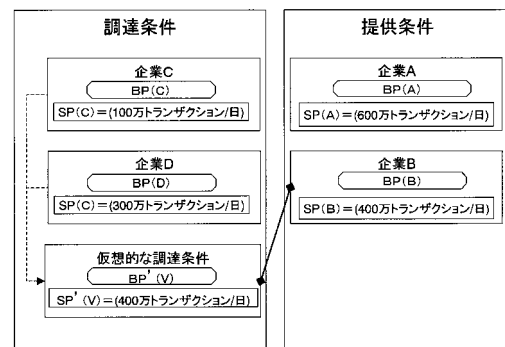 調達条件
企業C
BP(C)
SP(C)=(100万トランザクション/日)
企業D
BP(D)
SP(C)=(300万トランザクション/日)
仮想的な調達条件
BP'(V)
SP'(V)=(400万トランザクション/日)
提供条件
企業A
BP(A)
SP(A)=(600万トランザクション/日)
企業B
BP(B)
SP(B)=(400万トランザクション/日)